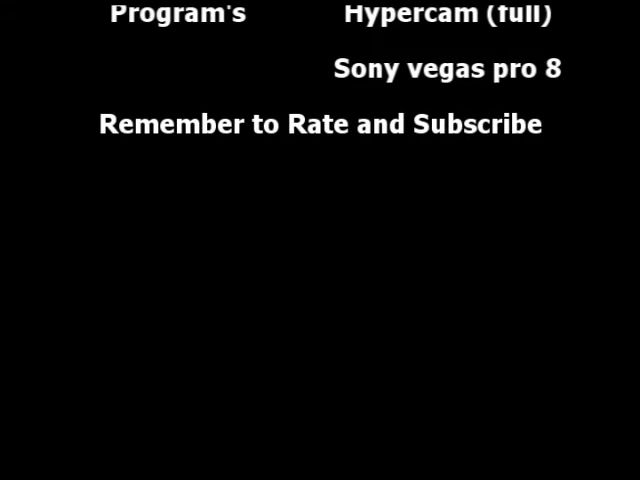 Program's Hypercam (full)
Sony vegas pro 8
Remember to Rate and Subscribe